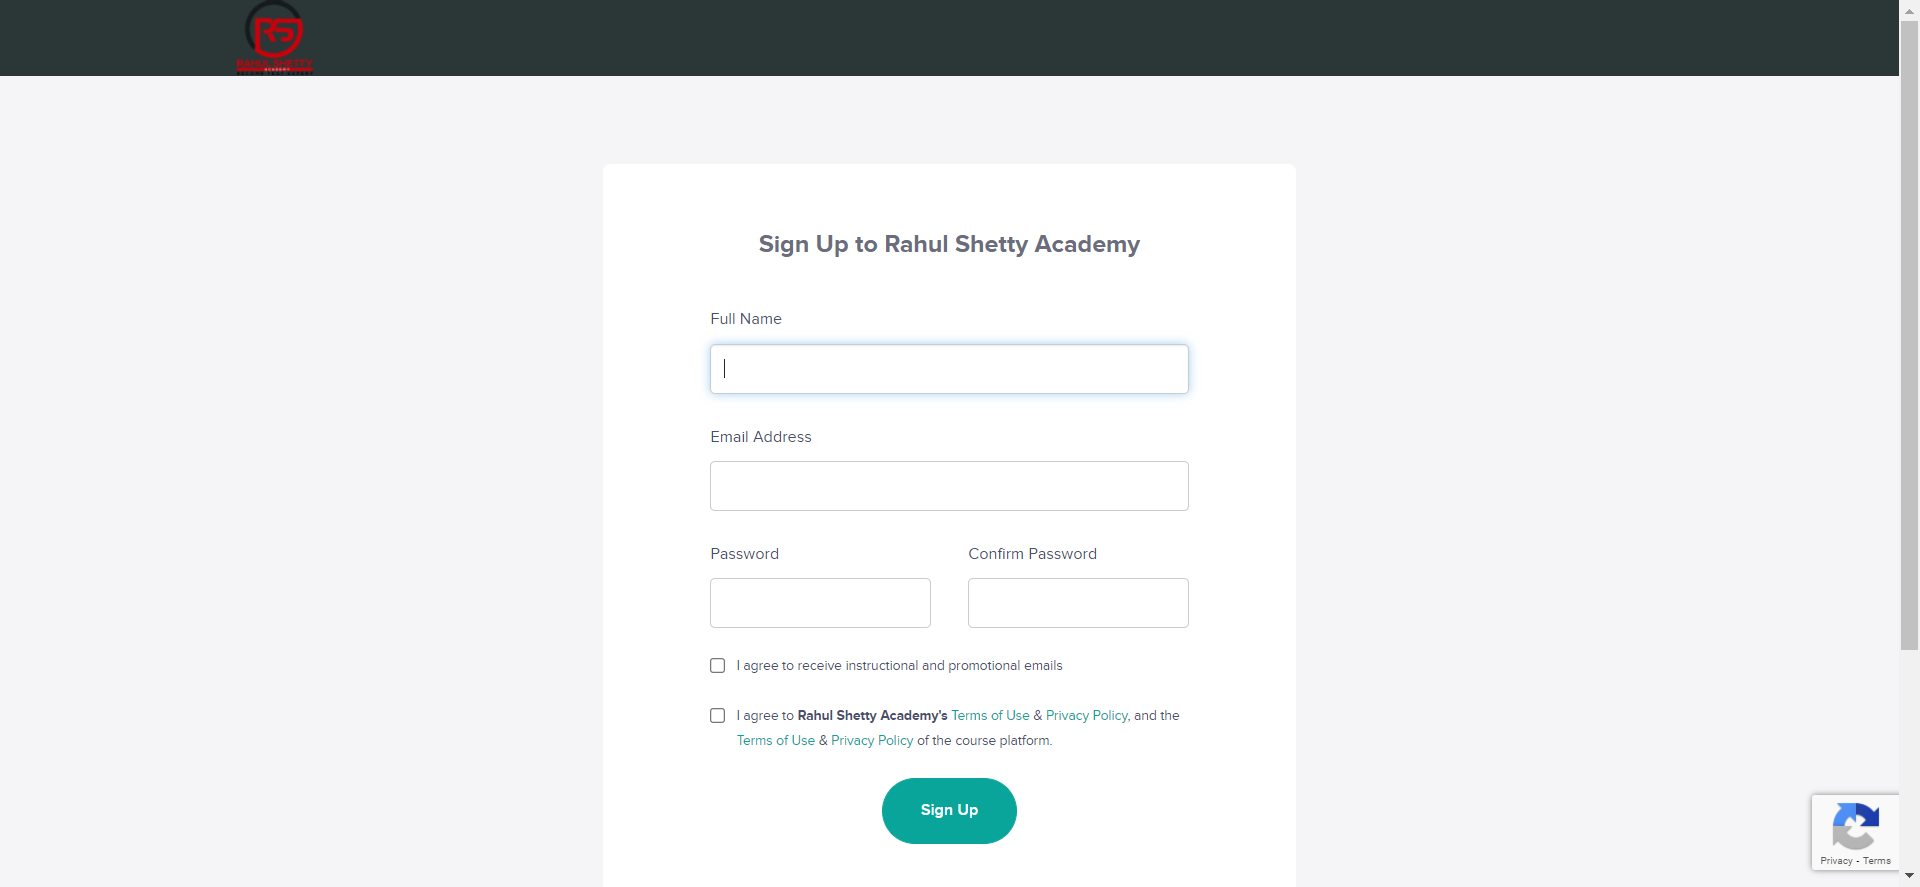 RS
RAHUL SHETTY
ACADEMY
Sign Up to Rahul Shetty Academy
Full Name
Email Address
Password Confirm Password
I agree to receive instructional and promotional emails
I agree to Rahul Shetty Academy's Terms of Use & Privacy Policy, and the
Terms of Use & Privacy Policy of the course platform.
Sign Up
Privacy - Terms